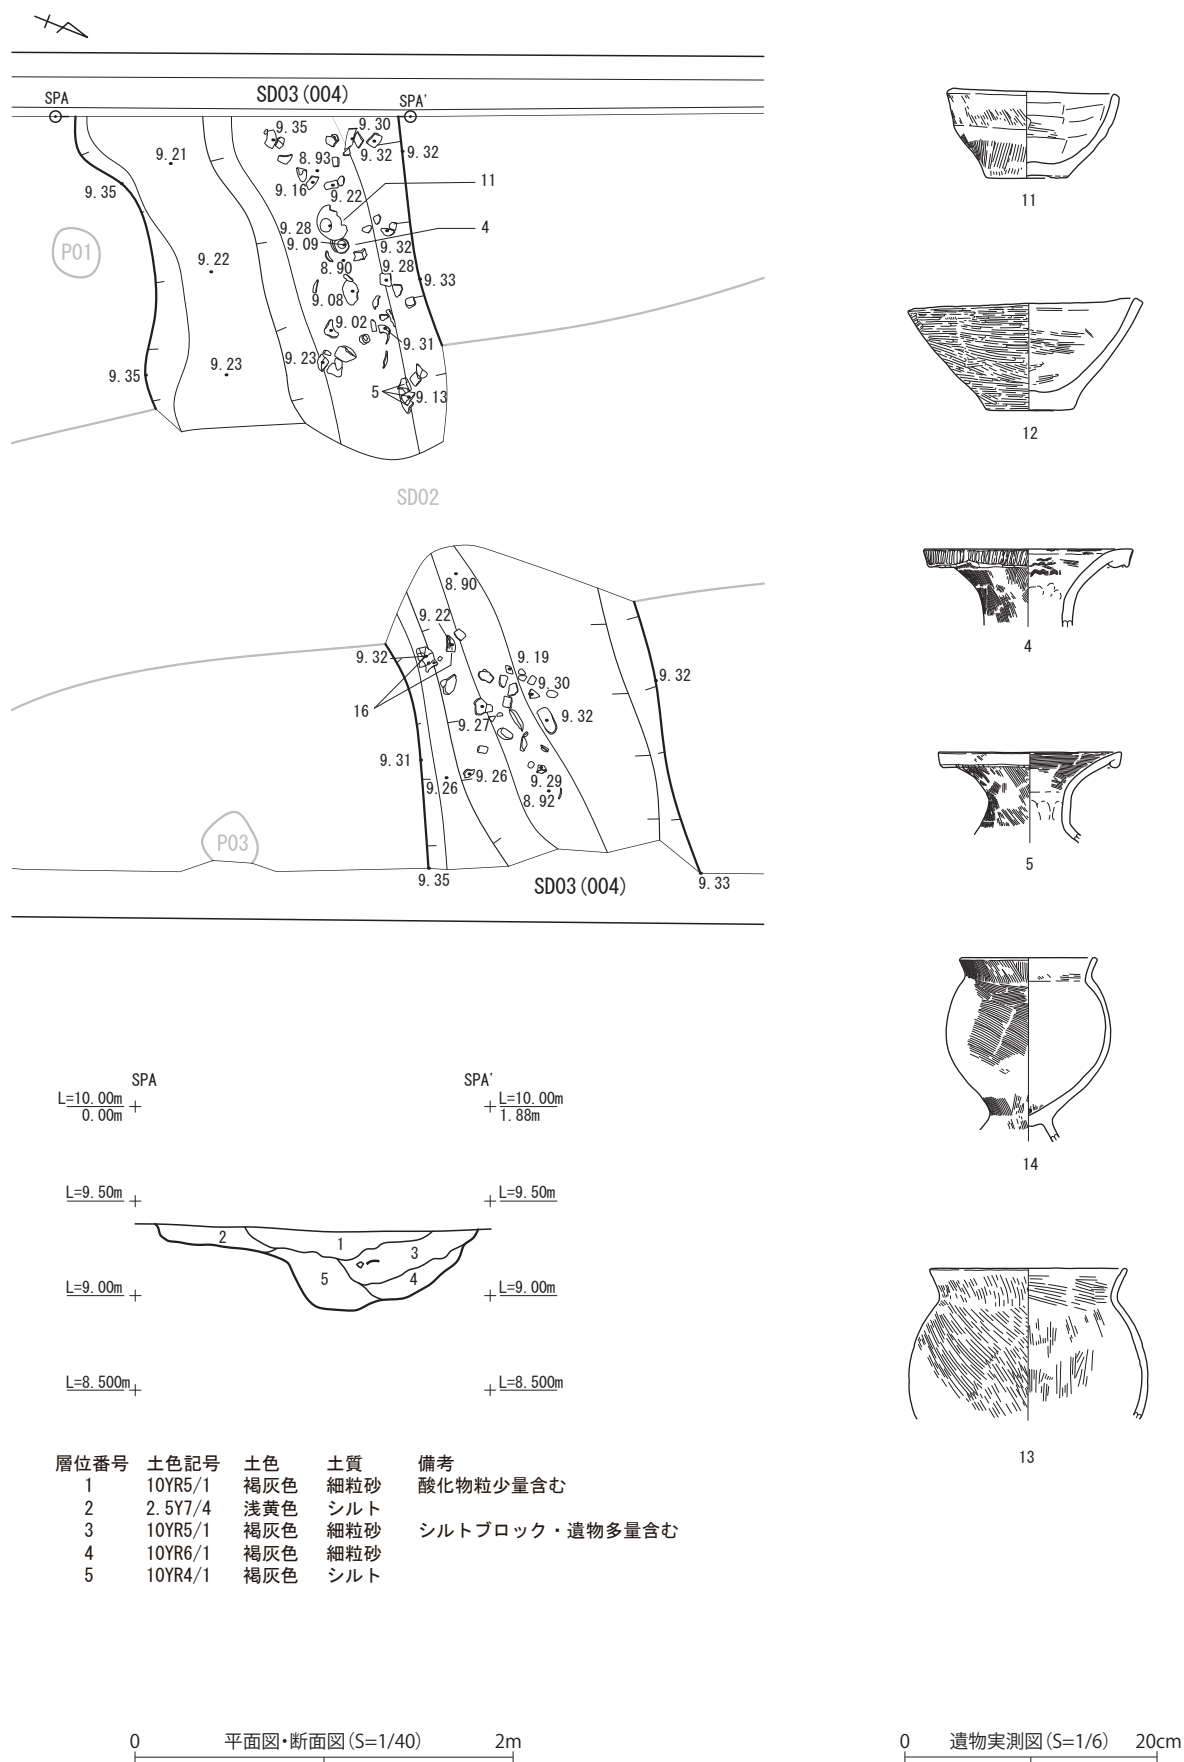 SD03(004)
SPA
SPA'
9.35
9.30
9.21
8.93
9.32
9.32
9.35
9.16
9.22
11
9.28
4
P01
9.09
9.32
9.22
8.90
9.28
9.33
9.08
9.02
9.31
9.23
9.23
9.35
5
9.13
SD02
8.90
9.22
9.32
9.19
9.30
9.32
16
9.27
9.32
9.31
9.26
9.26
9.29
8.92
P03
9.35
SD03(004)
9.33
SPA
SPA'
L=10.00m
0.00m
L=10.00m
1.88m
L=9.50m
L=9.50m
2
1
3
5
4
L=9.00m
L=9.00m
L=8.500m
L=8.500m
層位番号 土色記号 土色 土質 備考
1 10YR5/1 褐灰色 細粒砂 酸化物粒少量含む
2 2.5Y7/4 浅黄色 シルト
3 10YR5/1 褐灰色 細粒砂 シルトブロック・遺物多量含む
4 10YR6/1 褐灰色 細粒砂
5 10YR4/1 褐灰色 シルト
0 平面図・断面図(S=1/40) 2m
11
12
4
5
14
13
0 遺物実測図(S=1/6) 20cm